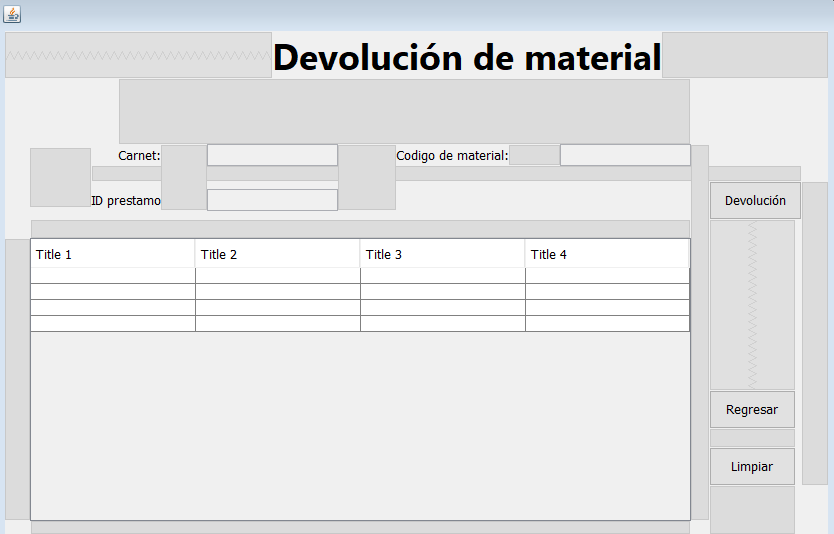 Devolución de material
Carnet:
Codigo de material:
ID prestamo
Devolución
Title 1 Title 2 Title 3 Title 4
Regresar
Limpiar